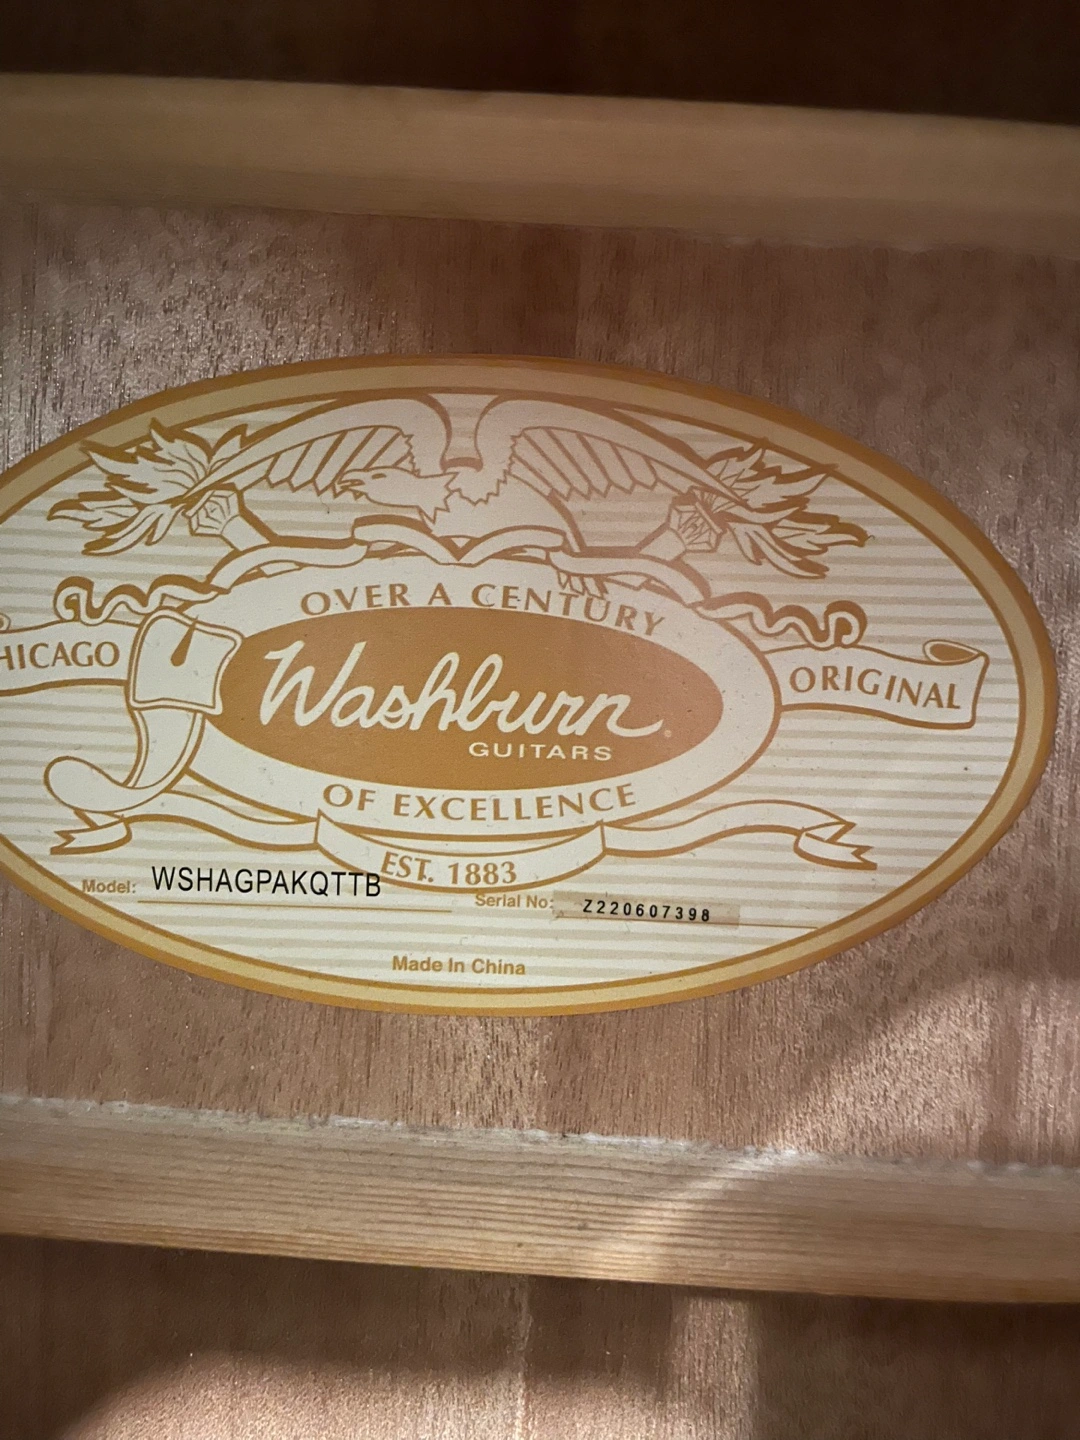 OVER A CENTURY
HICAGO
ORIGINAL
Washburn
GUITARS
OF EXCELLENCE
EST. 1883
Model: WSHAGPAKQTTB
Serial No: Z220607398
Made In China